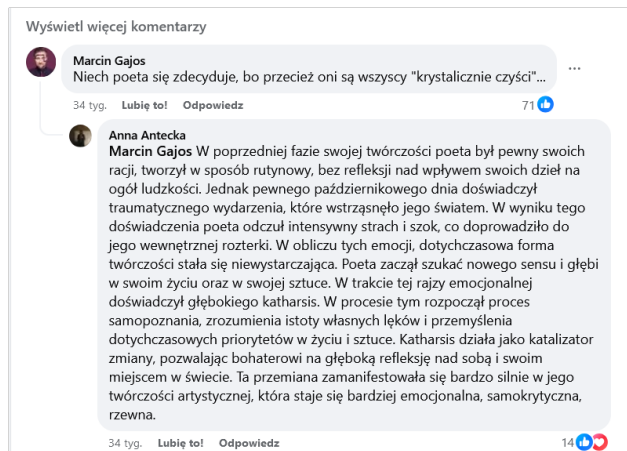 Wyświetl więcej komentarzy
Marcin Gajos
Niech poeta się zdecyduje, bo przecież oni są wszyscy "krystalicznie czyści"...
34 tyg. Lubię to! Odpowiedz 71
Anna Antecka
Marcin Gajos W poprzedniej fazie swojej twórczości poeta był pewny swoich
racji, tworzył w sposób rutynowy, bez refleksji nad wpływem swoich dzieł na
ogół ludzkości. Jednak pewnego październikowego dnia doświadczył
traumatycznego wydarzenia, które wstrząsnęło jego światem. W wyniku tego
doświadczenia poeta odczuł intensywny strach i szok, co doprowadziło do
jego wewnętrznej rozterki. W obliczu tych emocji, dotychczasowa forma
twórczości stała się niewystarczająca. Poeta zaczął szukać nowego sensu i głębi
w swoim życiu oraz w swojej sztuce. W trakcie tej rajzy emocjonalnej
doświadczył głębokiego katharsis. W procesie tym rozpoczął proces
samopoznania, zrozumienia istoty własnych lęków i przemyślenia
dotychczasowych priorytetów w życiu i sztuce. Katharsis działa jako katalizator
zmiany, pozwalając bohaterowi na głęboką refleksję nad sobą i swoim
miejscem w świecie. Ta przemiana zamanifestowała się bardzo silnie w jego
twórczości artystycznej, która staje się bardziej emocjonalna, samokrytyczna,
rzewna.
34 tyg. Lubię to! Odpowiedz 14